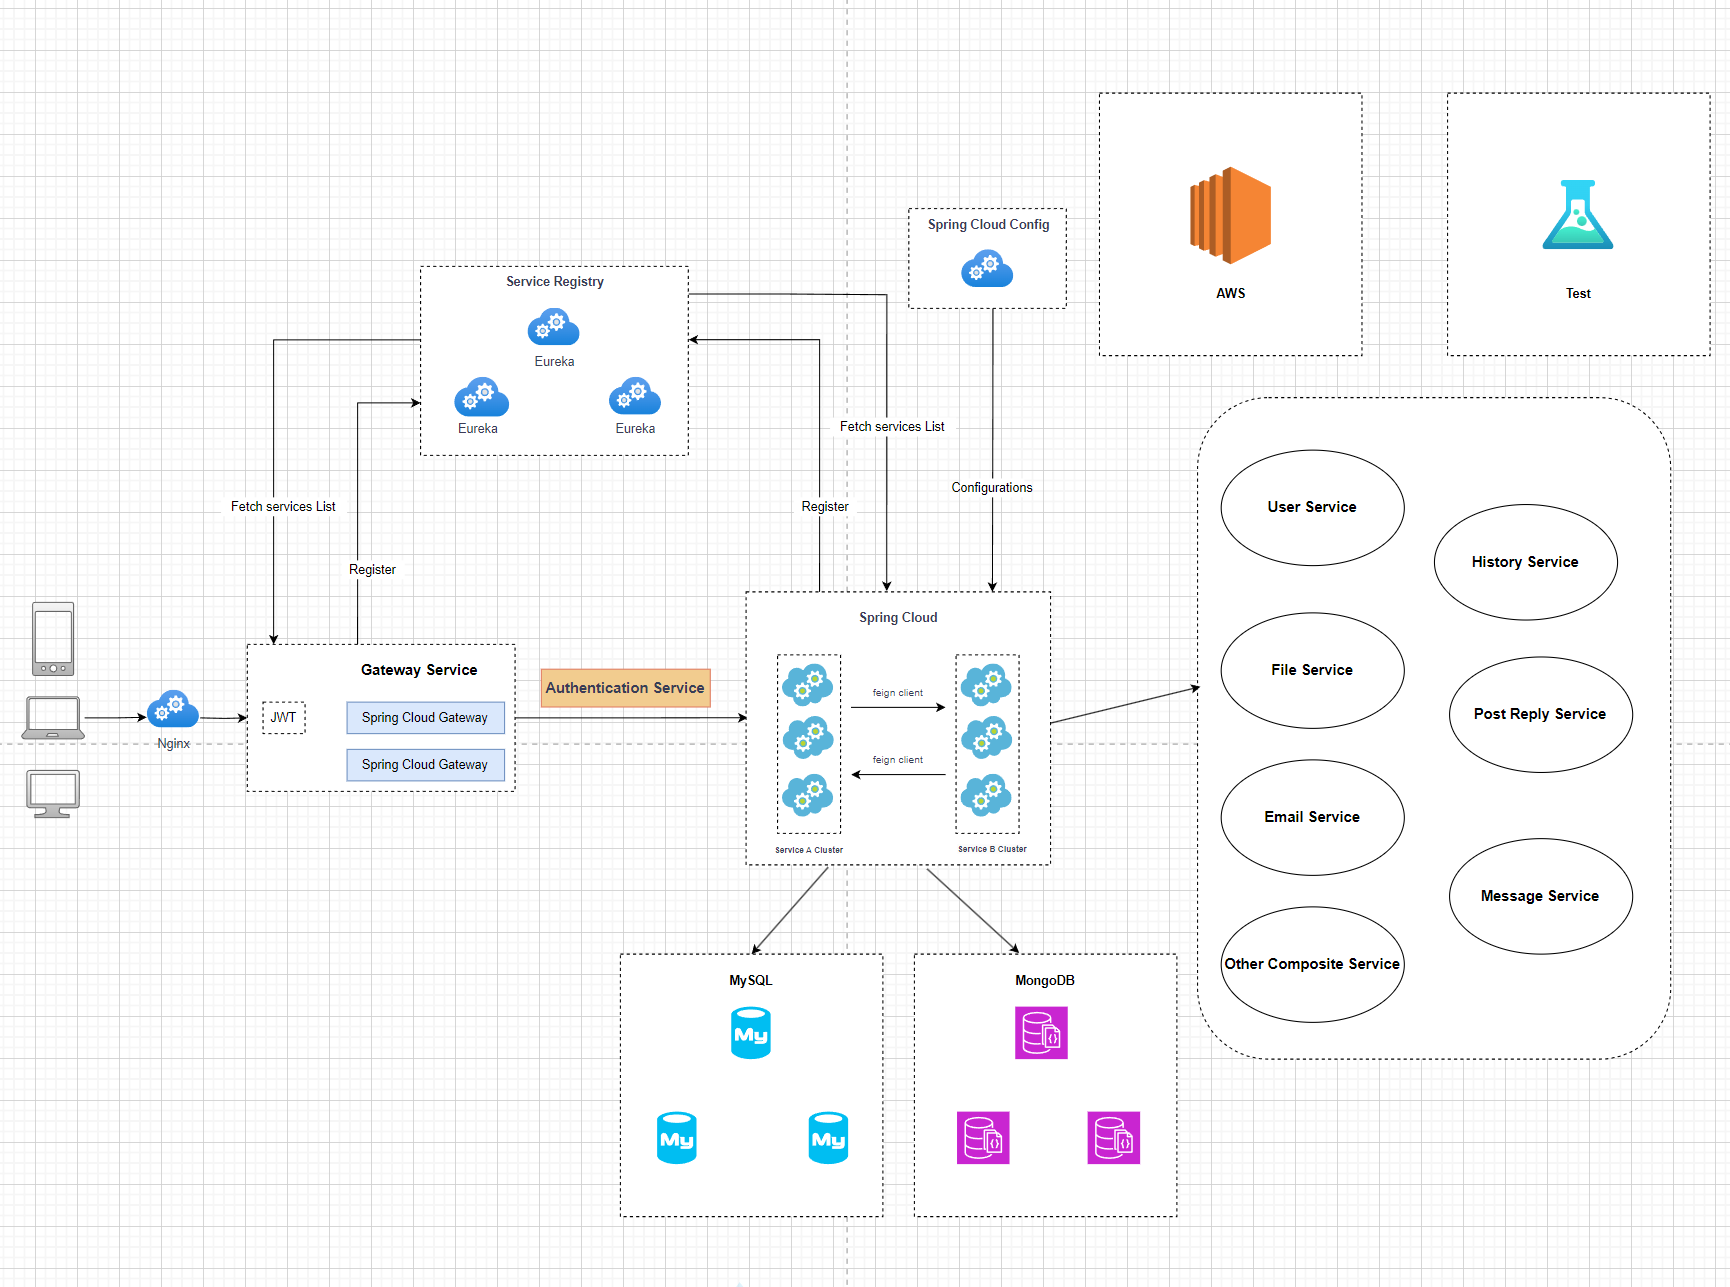 Spring Cloud Config
AWS
Test
Service Registry
Eureka
Eureka
Eureka
Fetch services List
Configurations
Fetch services List
Register
Register
User Service
History Service
File Service
Post Reply Service
Email Service
Message Service
Other Composite Service
Spring Cloud
Gateway Service
Authentication Service
JWT
Spring Cloud Gateway
Spring Cloud Gateway
Nginx
feign client
feign client
Service A Cluster
Service B Cluster
MySQL
My
My
My
MongoDB
{}
{}
{}